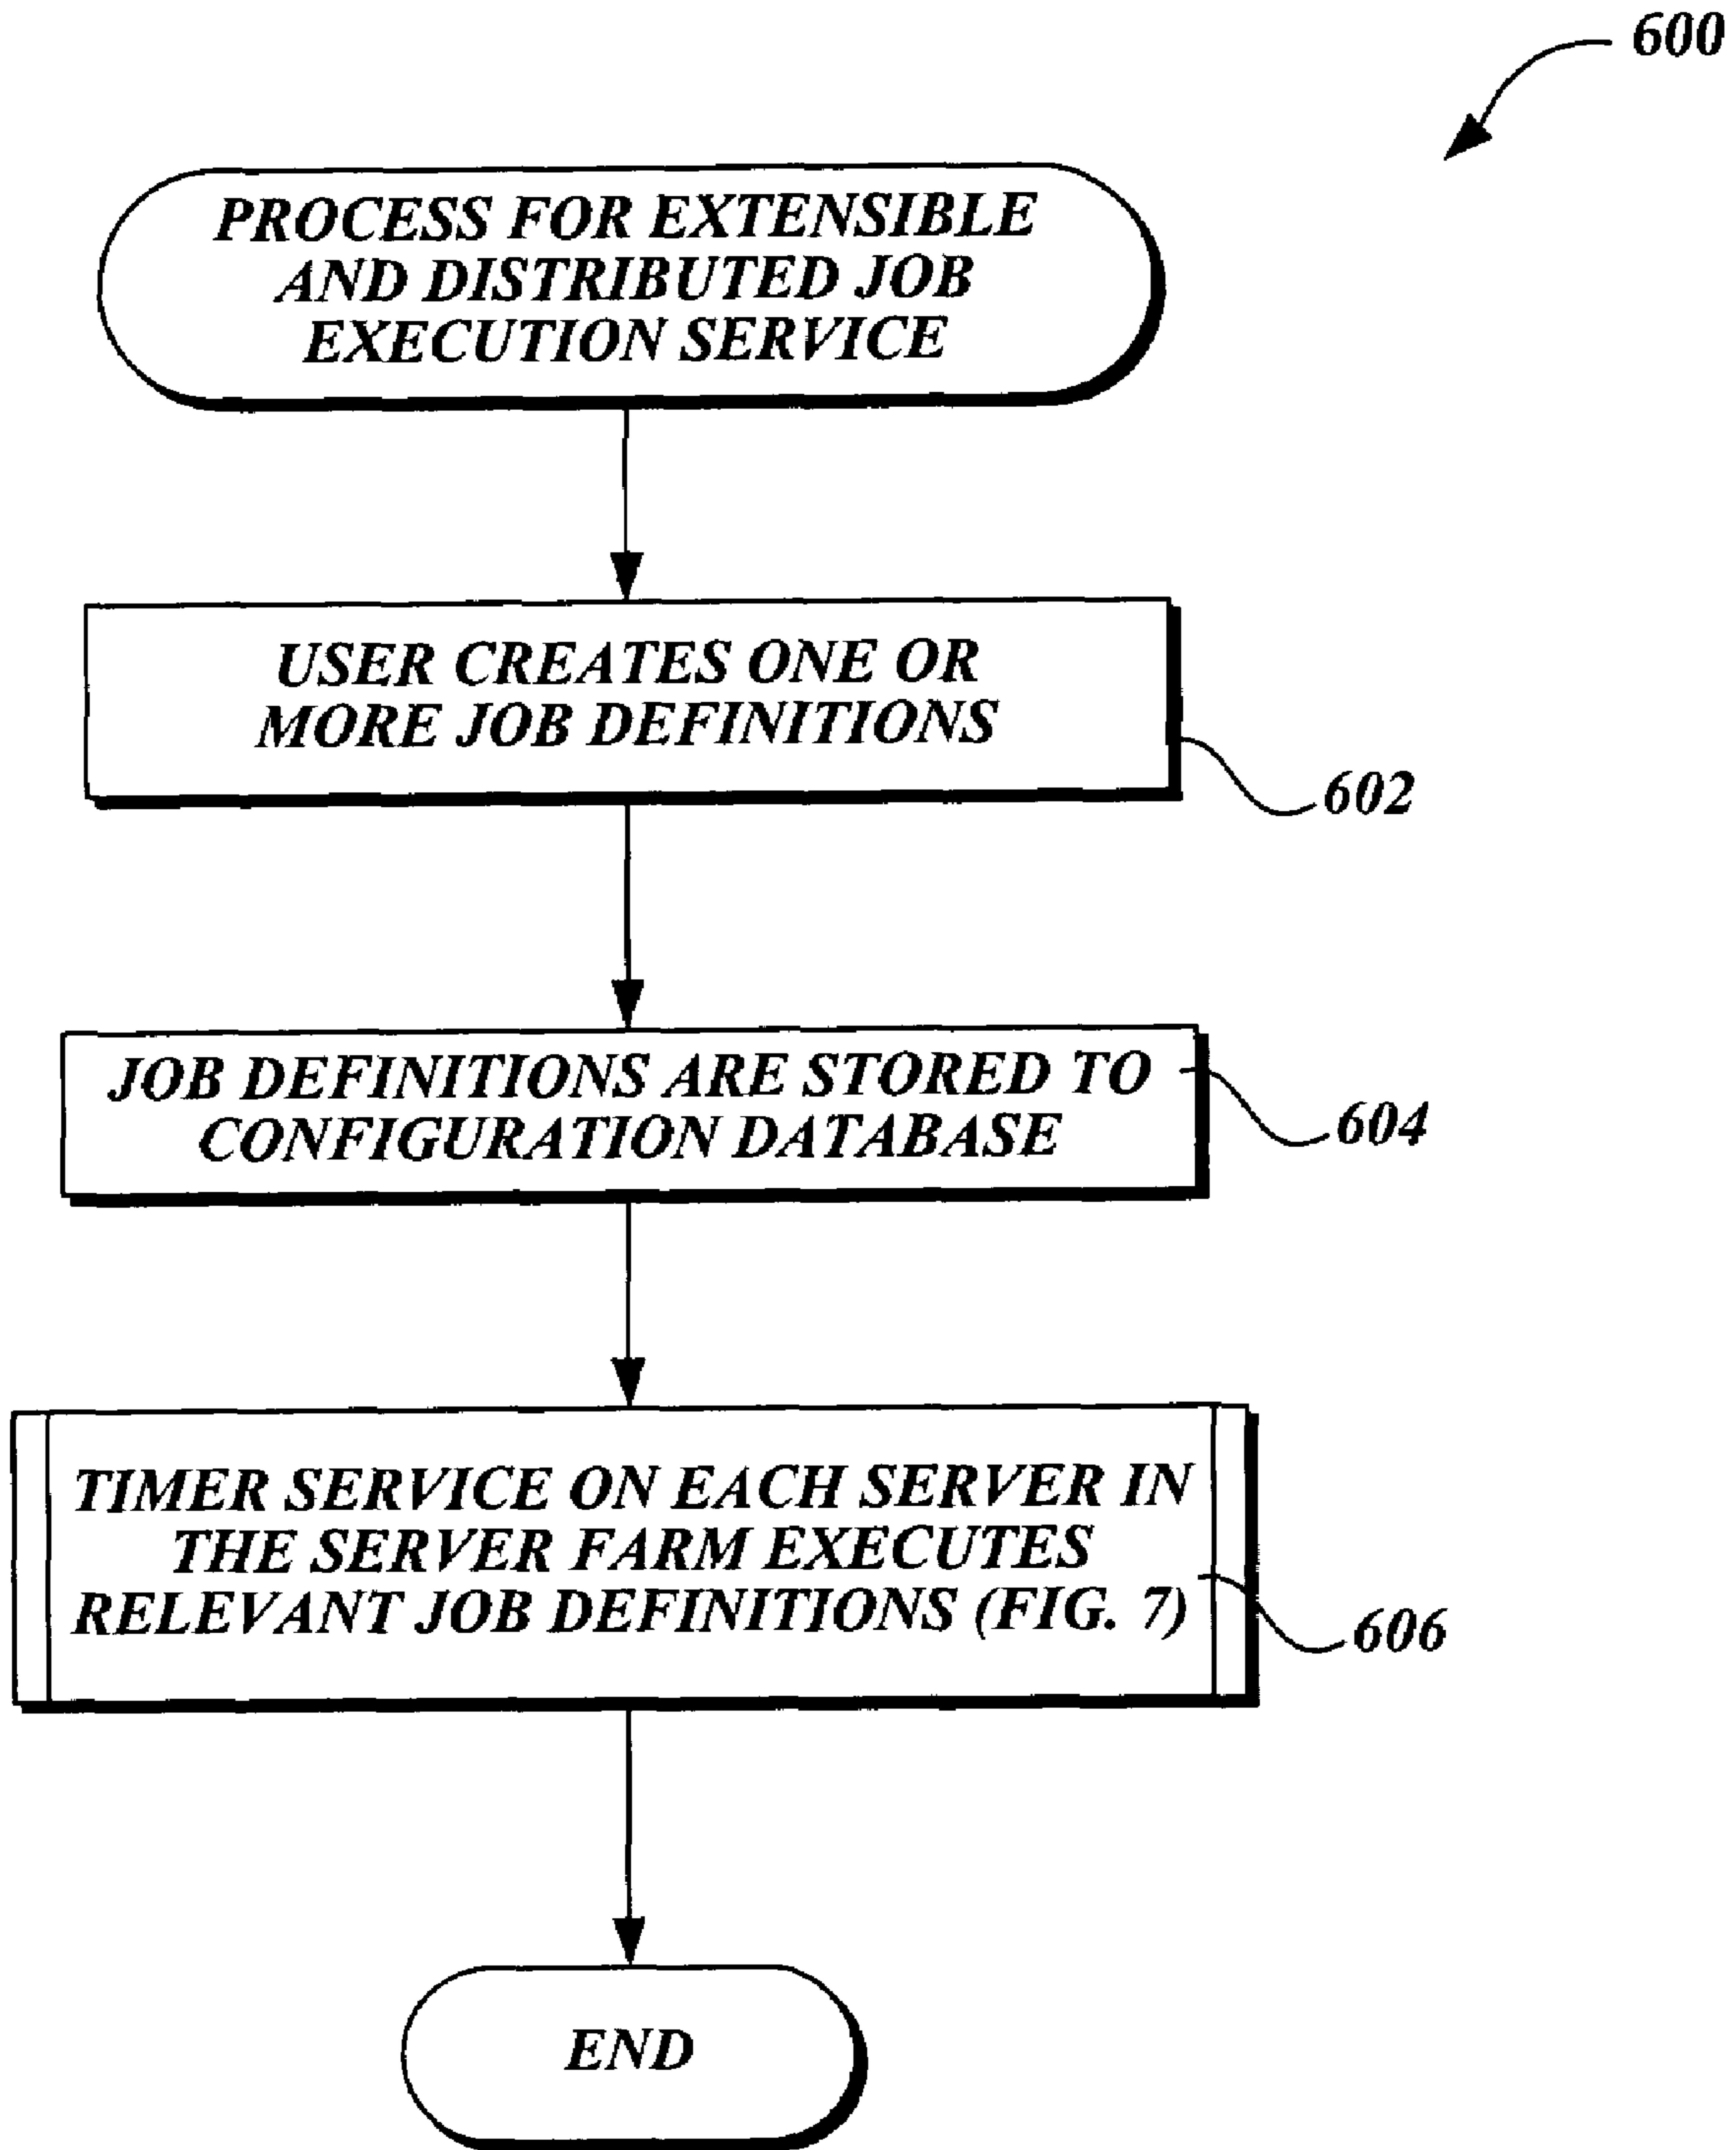 600
PROCESS FOR EXTENSIBLE
AND DISTRIBUTED JOB
EXECUTION SERVICE
USER CREATES ONE OR
MORE JOB DEFINITIONS
602
JOB DEFINITIONS ARE STORED TO
CONFIGURATION DATABASE
604
TIMER SERVICE ON EACH SERVER IN
THE SERVER FARM EXECUTES
RELEVANT JOB DEFINITIONS (FIG. 7)
606
END